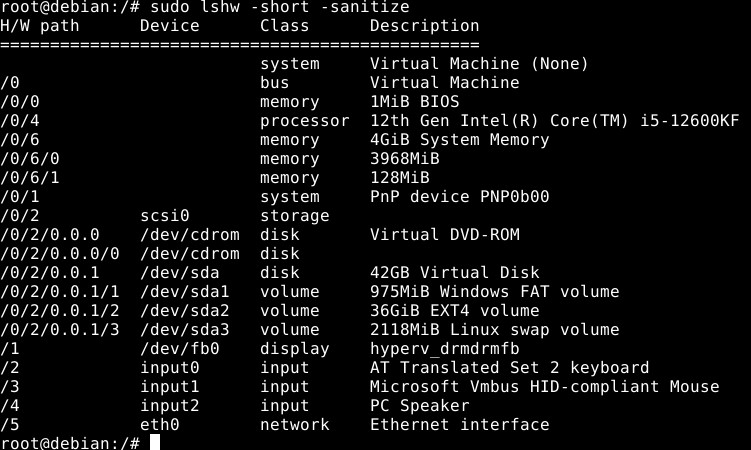 root@debian:/# sudo lshw -short -sanitize
H/W path      Device      Class      Description
================================================
                          system     Virtual Machine (None)
/0                        bus        Virtual Machine
/0/0                      memory     1MiB BIOS
/0/4                      processor  12th Gen Intel(R) Core(TM) i5-12600KF
/0/6                      memory     4GiB System Memory
/0/6/0                    memory     3968MiB
/0/6/1                    memory     128MiB
/0/1                      system     PnP device PNP0b00
/0/2          scsi0       storage
/0/2/0.0.0    /dev/cdrom  disk       Virtual DVD-ROM
/0/2/0.0.0/0  /dev/cdrom  disk
/0/2/0.0.1    /dev/sda    disk       42GB Virtual Disk
/0/2/0.0.1/1  /dev/sda1   volume     975MiB Windows FAT volume
/0/2/0.0.1/2  /dev/sda2   volume     36GiB EXT4 volume
/0/2/0.0.1/3  /dev/sda3   volume     2118MiB Linux swap volume
/1            /dev/fb0    display    hyperv_drmdrmfb
/2            input0      input      AT Translated Set 2 keyboard
/3            input1      input      Microsoft Vmbus HID-compliant Mouse
/4            input2      input      PC Speaker
/5            eth0        network    Ethernet interface
root@debian:/#